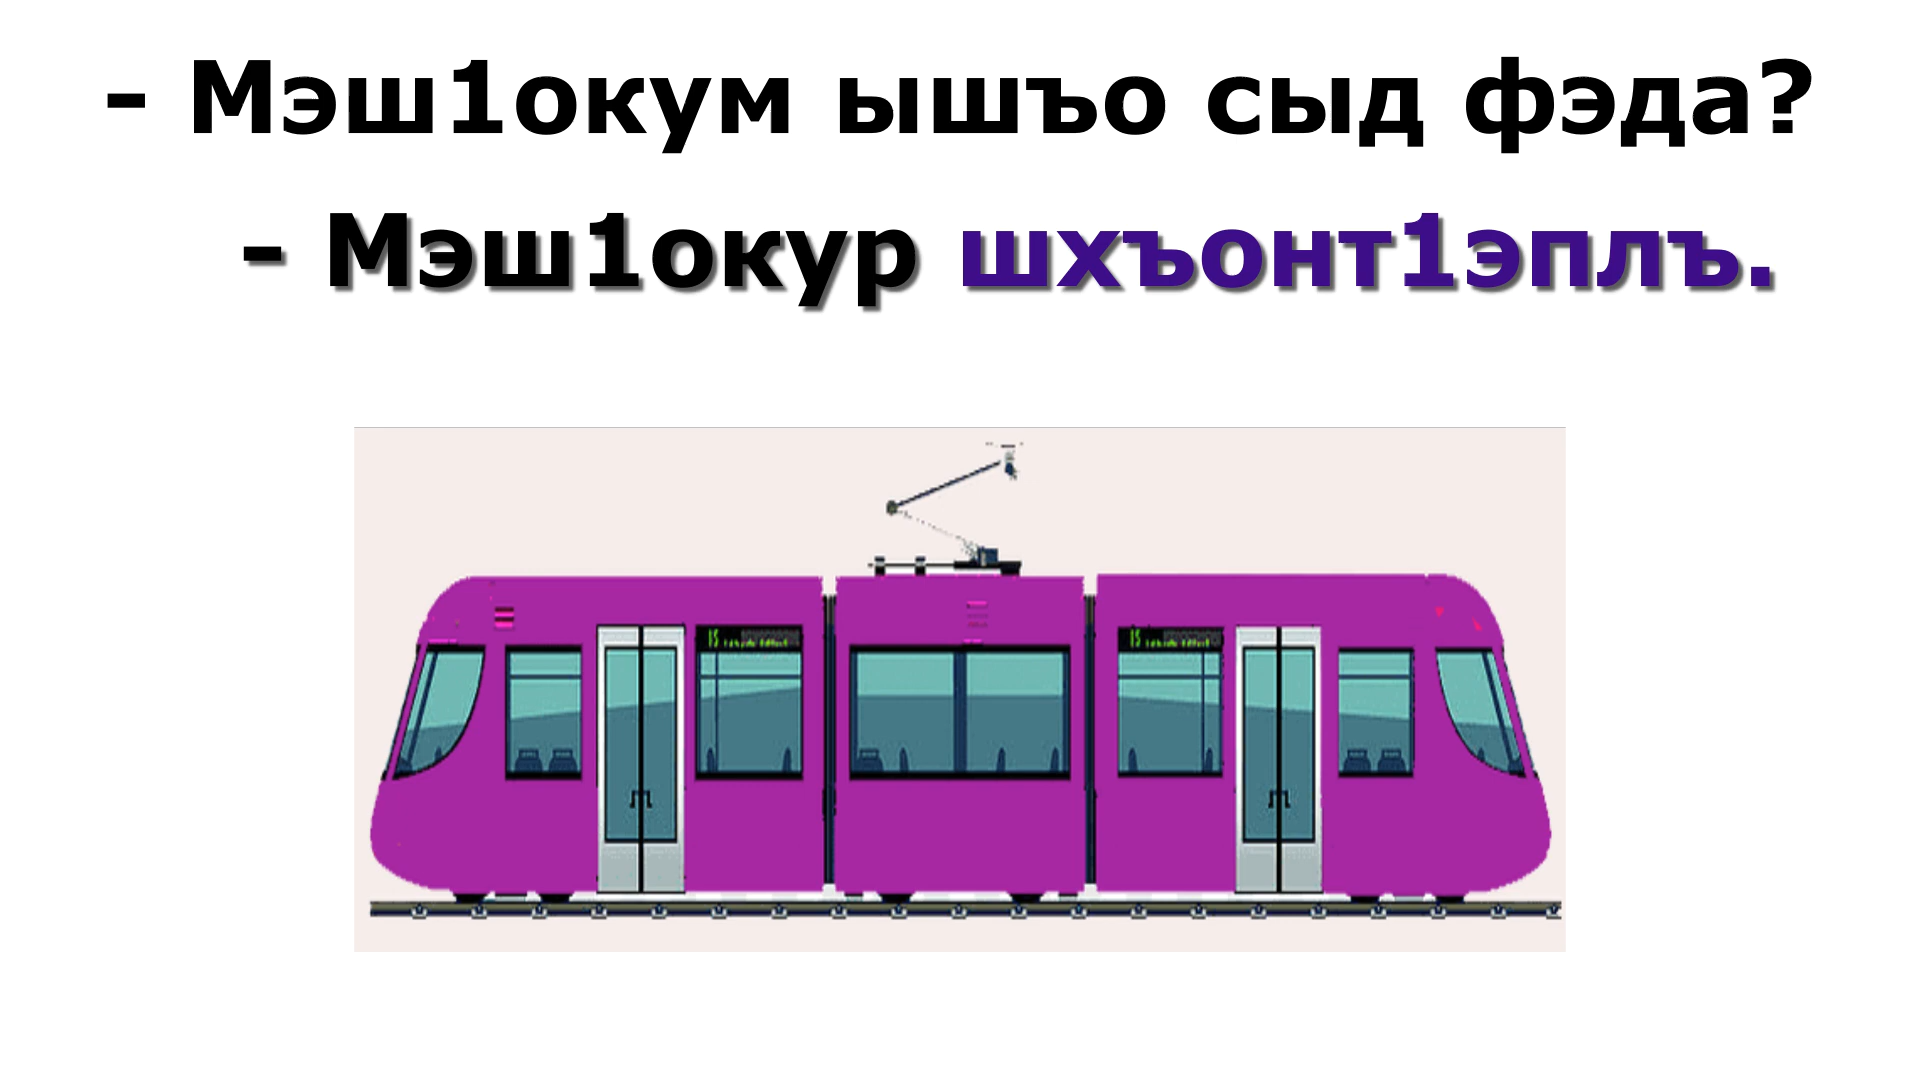 - Мэш1окум ышъо сыд фэда?
- Мэш1окур шхъонт1эплъ.